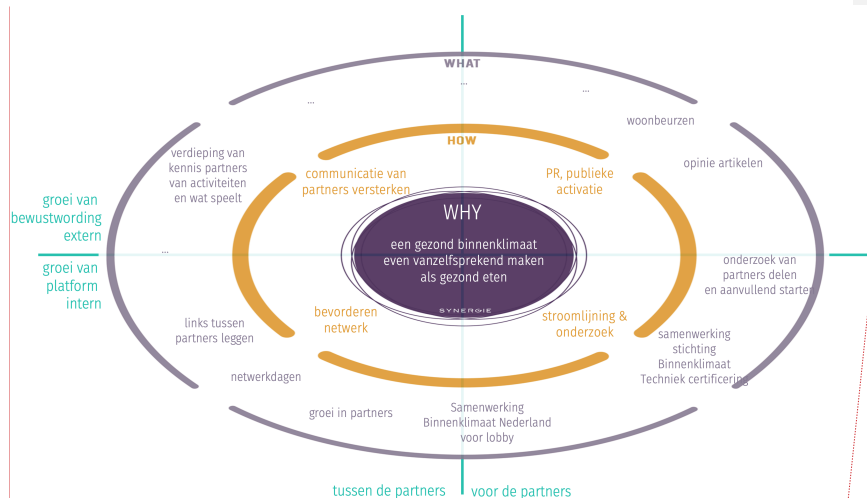 WHAT
...
...
...
woonbeurzen
HOW
opinie artikelen
verdieping van
kennis partners
van activiteiten
en wat speelt
communicatie van
partners versterken
PR, publieke
activatie
groei van
bewustwording
extern
WHY
een gezond binnenklimaat
even vanzelfsprekend maken
als gezond eten
SYNERGIE
...
groei van
platform
intern
onderzoek van
partners delen
en aanvullend starten
bevorderen
netwerk
stroomlijning &
onderzoek
links tussen
partners leggen
samenwerking
stichting
Binnenklimaat
Techniek certificering
netwerkdagen
groei in partners
Samenwerking
Binnenklimaat Nederland
voor lobby
tussen de partners
voor de partners